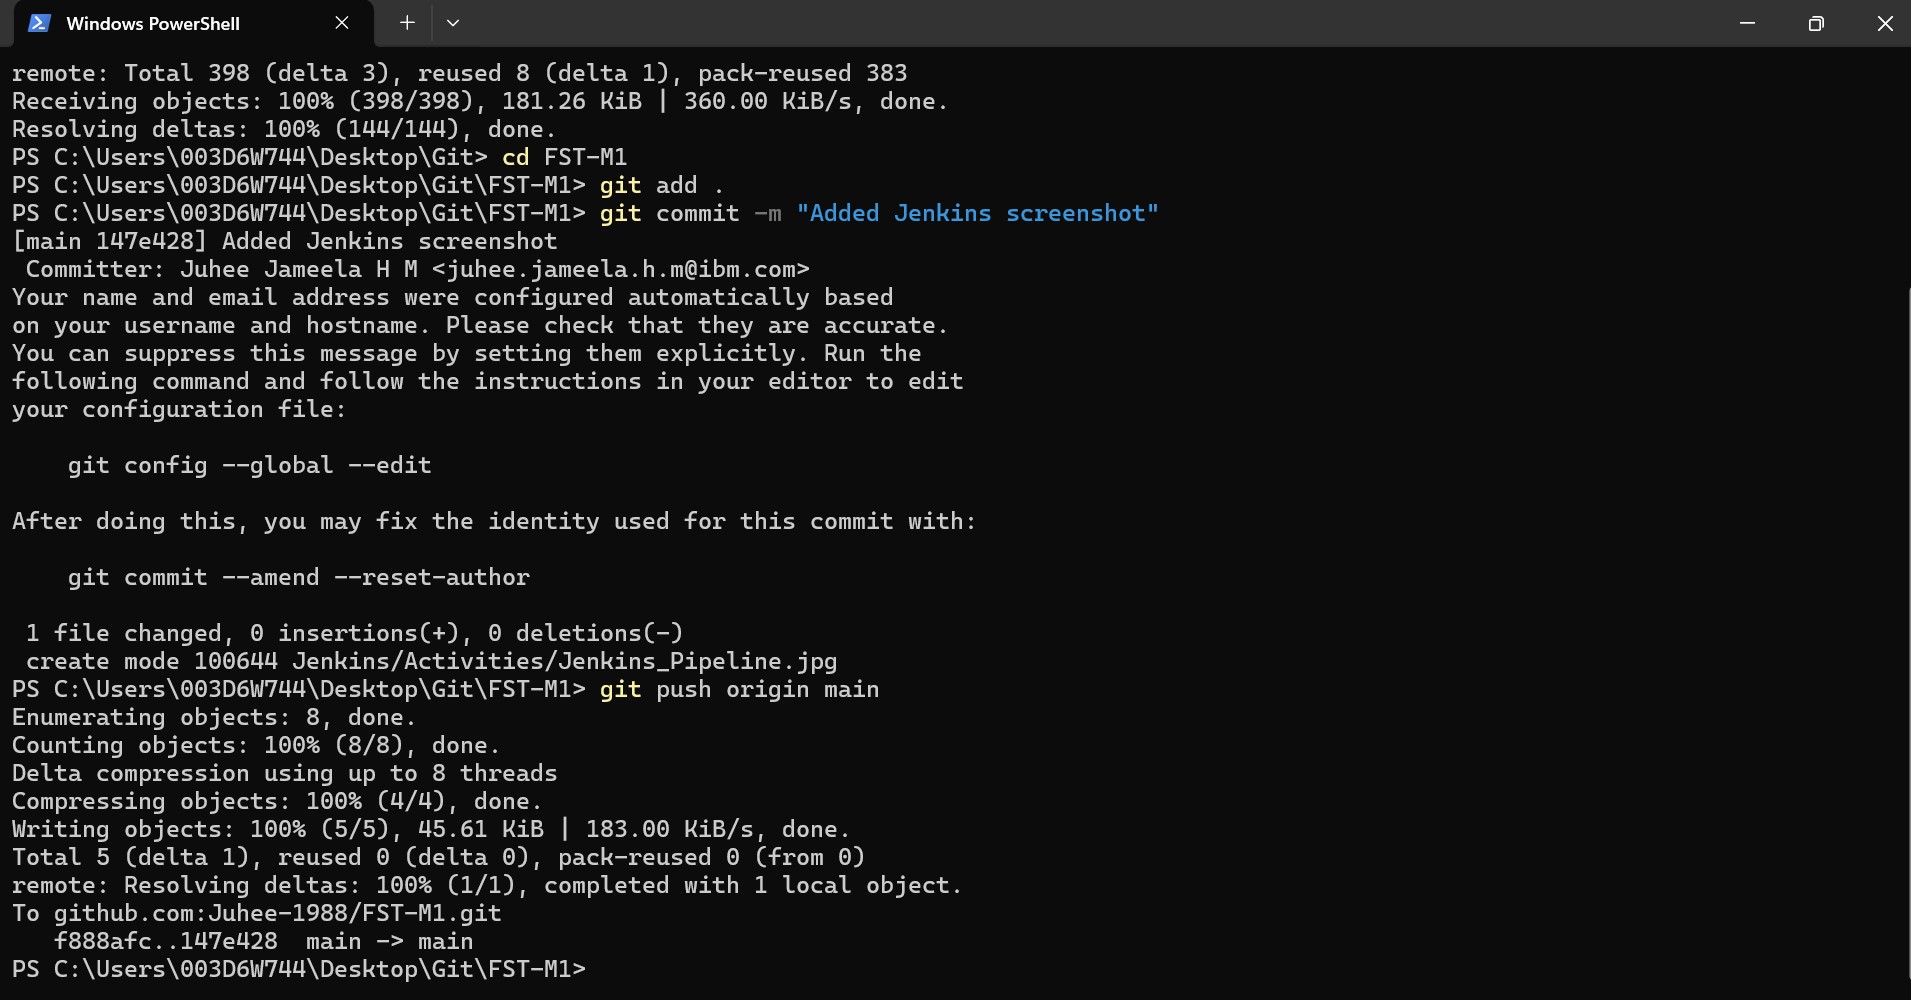 Windows PowerShell
remote: Total 398 (delta 3), reused 8 (delta 1), pack-reused 383
Receiving objects: 100% (398/398), 181.26 KiB | 360.00 KiB/s, done.
Resolving deltas: 100% (144/144), done.
PS C:\Users\003D6W744\Desktop\Git> cd FST-M1
PS C:\Users\003D6W744\Desktop\Git\FST-M1> git add .
PS C:\Users\003D6W744\Desktop\Git\FST-M1> git commit -m "Added Jenkins screenshot"
[main 147e428] Added Jenkins screenshot
 Committer: Juhee Jameela H M <juhee.jameela.h.m@ibm.com>
Your name and email address were configured automatically based
on your username and hostname. Please check that they are accurate.
You can suppress this message by setting them explicitly. Run the
following command and follow the instructions in your editor to edit
your configuration file:
    git config --global --edit
After doing this, you may fix the identity used for this commit with:
    git commit --amend --reset-author
 1 file changed, 0 insertions(+), 0 deletions(-)
 create mode 100644 Jenkins/Activities/Jenkins_Pipeline.jpg
PS C:\Users\003D6W744\Desktop\Git\FST-M1> git push origin main
Enumerating objects: 8, done.
Counting objects: 100% (8/8), done.
Delta compression using up to 8 threads
Compressing objects: 100% (4/4), done.
Writing objects: 100% (5/5), 45.61 KiB | 183.00 KiB/s, done.
Total 5 (delta 1), reused 0 (delta 0), pack-reused 0 (from 0)
remote: Resolving deltas: 100% (1/1), completed with 1 local object.
To github.com:Juhee-1988/FST-M1.git
   f888afc..147e428  main -> main
PS C:\Users\003D6W744\Desktop\Git\FST-M1>